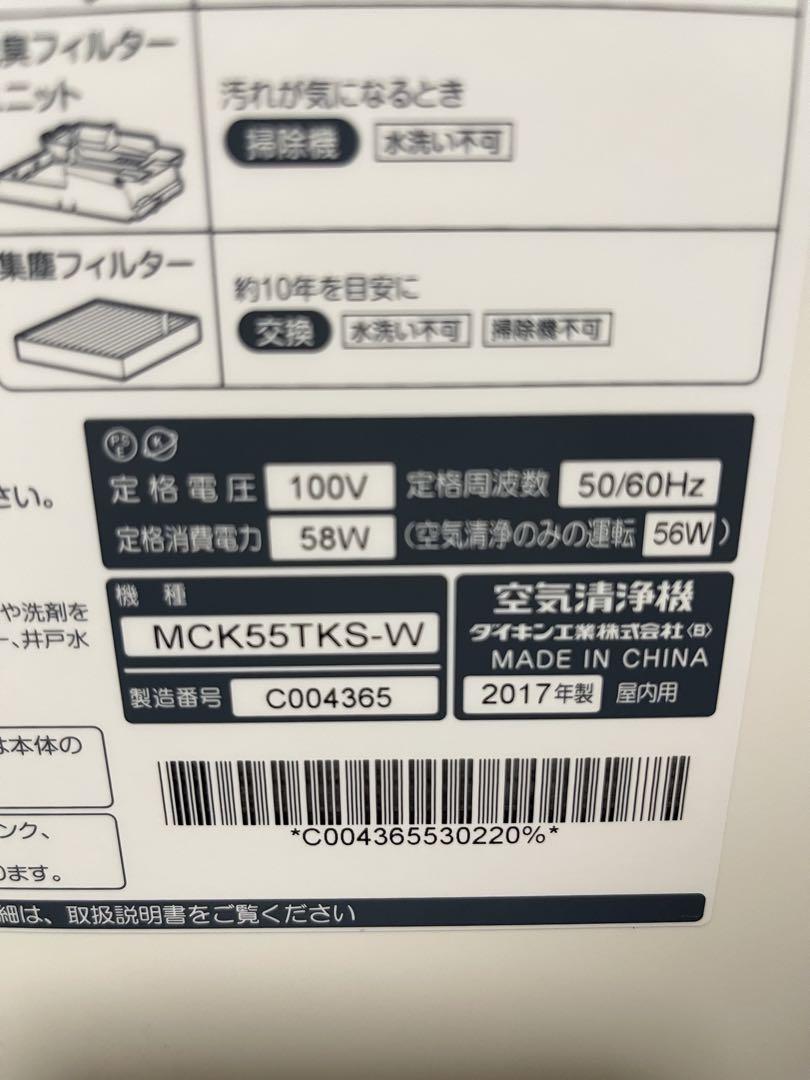 臭フィルター
ニット
汚れが気になるとき
掃除機 水洗い不可
集塵フィルター
約10年を目安に
交換 水洗い不可 掃除機不可
さい。
定格電圧 100V 定格周波数 50/60Hz
定格消費電力 58W (空気清浄のみの運転 56W)
や洗剤を
ー、井戸水
機種
MCK55TKS-W
製造番号 C004365
空気清浄機
ダイキン工業株式会社〈B〉
MADE IN CHINA
2017年製 屋内用
は本体の
ンク、
ります。
*C004365530220%*
細は、取扱説明書をご覧ください